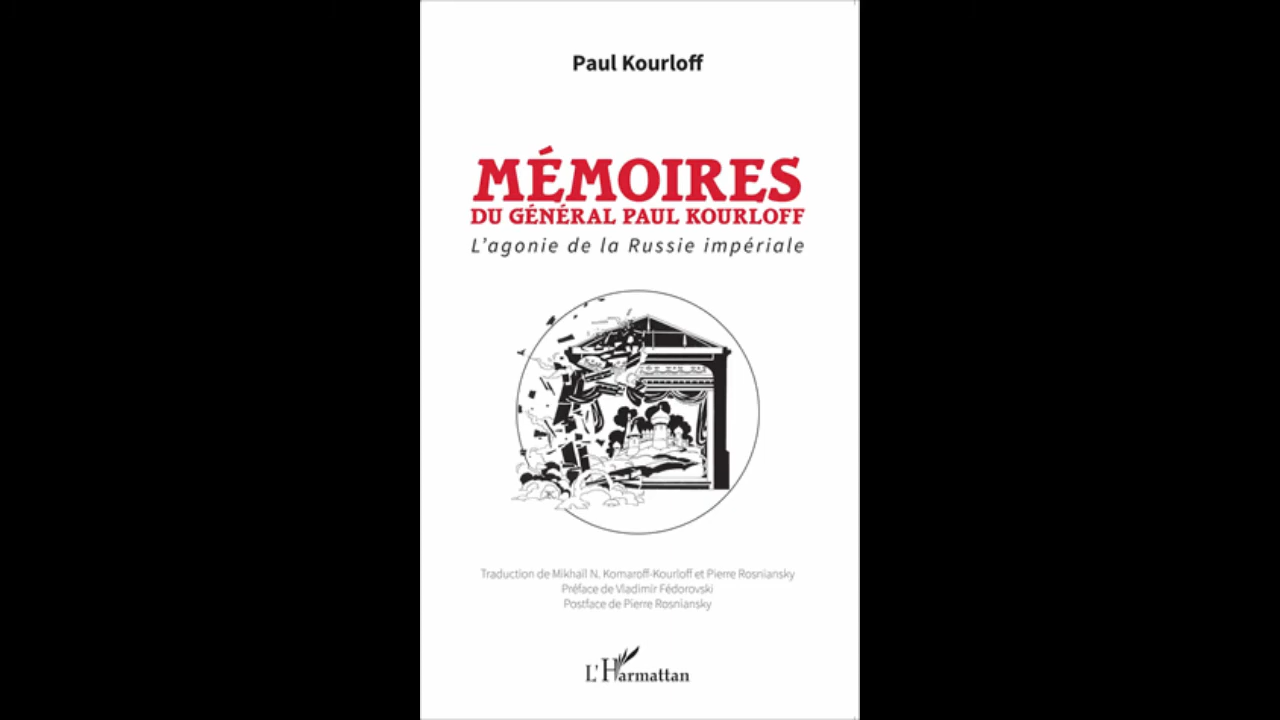 Paul Kourloff
MÉMOIRES
DU GÉNÉRAL PAUL KOURLOFF
L'agonie de la Russie impériale
Traduction de Mikhaïl N. Komaroff-Kourloff et Pierre Rosniansky
Préface de Vladimir Fédorovski
Postface de Pierre Rosniansky
L'Harmattan